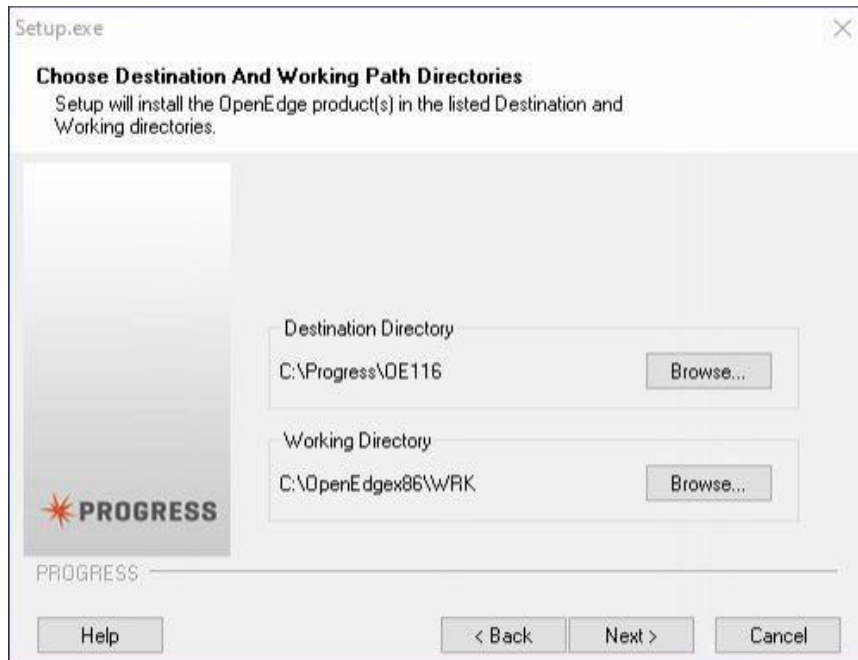 Setup.exe
Choose Destination And Working Path Directories
Setup will install the OpenEdge product(s) in the listed Destination and
Working directories.
Destination Directory
C:\Progress\OE116
Browse...
Working Directory
C:\OpenEdgex86\WRK
Browse...
PROGRESS
PROGRESS
Help
< Back
Next >
Cancel